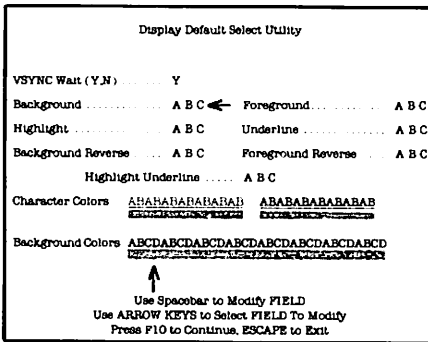 Display Default Select Utility
VSYNC Wait (Y,N) ...... Y
Background ............... A B C Foreground ............ A B C
Highlight ................. A B C Underline ............... A B C
Background Reverse .... A B C Foreground Reverse .... A B C
Highlight Underline ..... A B C
Character Colors ABABABABABABAB ABABABABABABAB
Background Colors ABCDABCDABCDABCDABCDABCDABCDABCD
Use Spacebar to Modify FIELD
Use ARROW KEYS to Select FIELD To Modify
Press F10 to Continue, ESCAPE to Exit